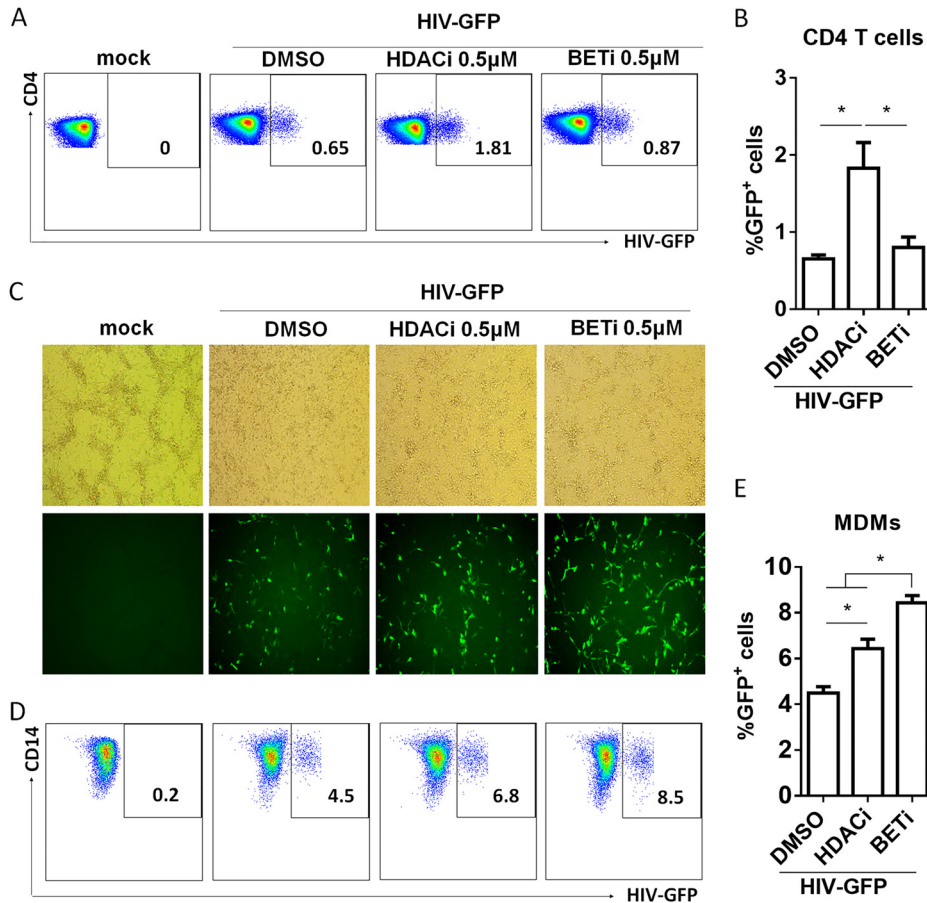 A
HIV-GFP
mock
DMSO
HDACi 0.5µM
BETi 0.5µM
CD4
0
0.65
1.81
0.87
HIV-GFP
B
CD4 T cells
%GFP+ cells
3
2
1
0
*
*
DMSO
HDACi
BETi
HIV-GFP
C
HIV-GFP
mock
DMSO
HDACi 0.5µM
BETi 0.5µM
D
CD14
0.2
4.5
6.8
8.5
HIV-GFP
E
MDMs
%GFP+ cells
10
8
6
4
2
0
*
*
DMSO
HDACi
BETi
HIV-GFP